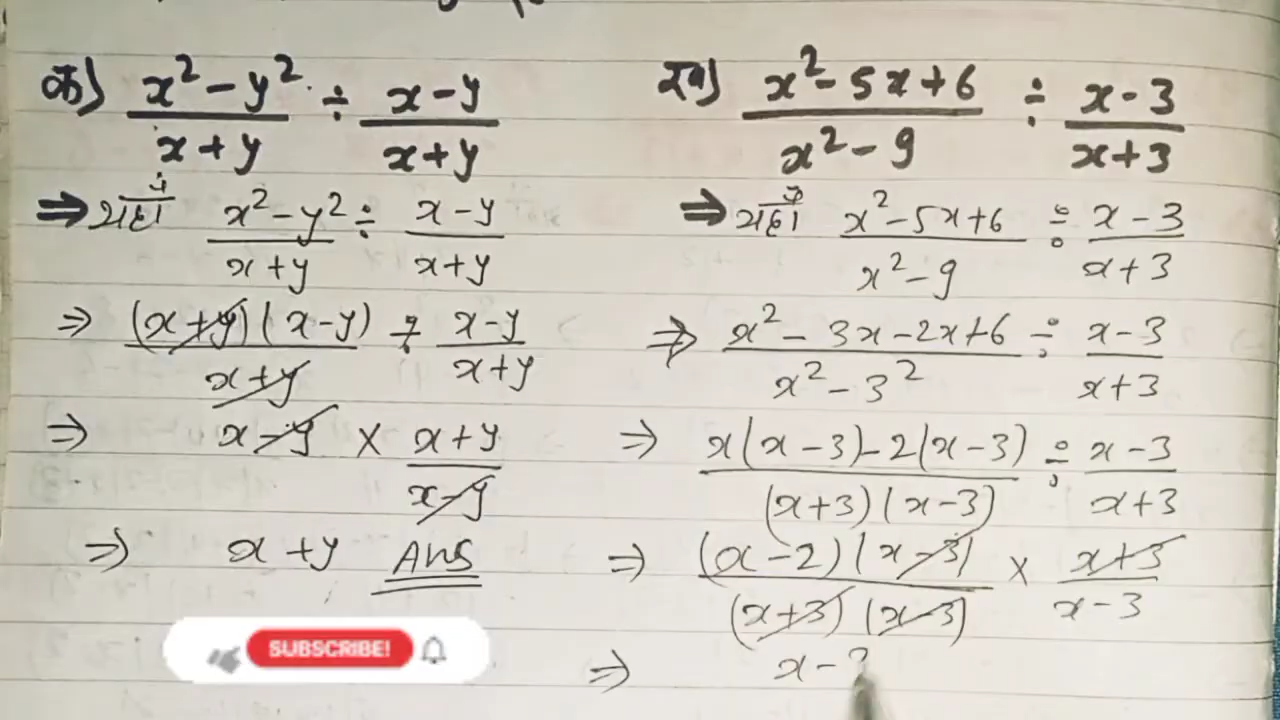 क) x² - y² / x + y ÷ x - y / x + y
⇒ यहाँ x² - y² / x + y ÷ x - y / x + y
⇒ (x + y)(x - y) / x + y ÷ x - y / x + y
⇒ x - y × x + y / x - y
⇒ x + y Ans
SUBSCRIBE!
ख) x² - 5x + 6 / x² - 9 ÷ x - 3 / x + 3
⇒ यहाँ x² - 5x + 6 / x² - 9 ÷ x - 3 / x + 3
⇒ x² - 3x - 2x + 6 / x² - 3² ÷ x - 3 / x + 3
⇒ x(x - 3) - 2(x - 3) / (x + 3)(x - 3) ÷ x - 3 / x + 3
⇒ (x - 2)(x - 3) / (x + 3)(x - 3) × x + 3 / x - 3
⇒ x -